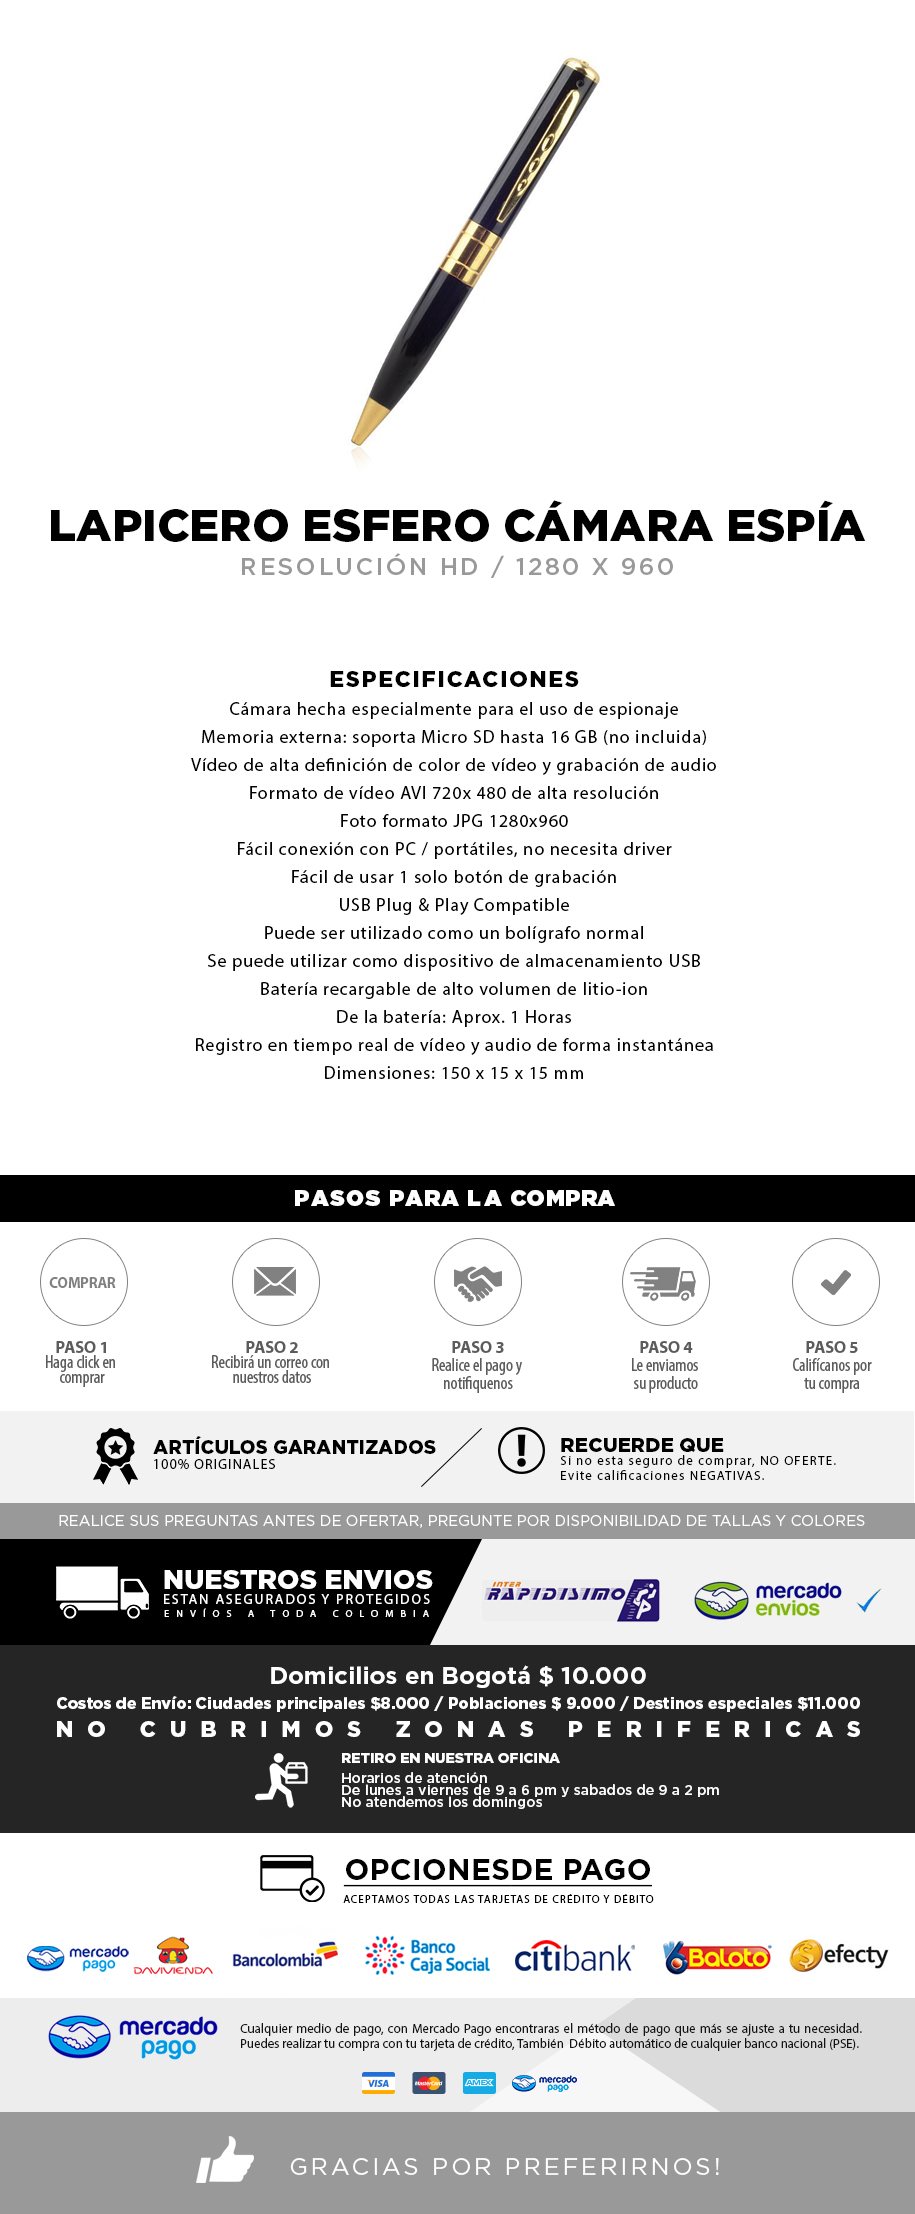 LAPICERO ESFERO CÁMARA ESPÍA
RESOLUCIÓN HD / 1280 X 960
ESPECIFICACIONES
Cámara hecha especialmente para el uso de espionaje
Memoria externa: soporta Micro SD hasta 16 GB (no incluida)
Vídeo de alta definición de color de vídeo y grabación de audio
Formato de vídeo AVI 720x 480 de alta resolución
Foto formato JPG 1280x960
Fácil conexión con PC / portátiles, no necesita driver
Fácil de usar 1 solo botón de grabación
USB Plug & Play Compatible
Puede ser utilizado como un bolígrafo normal
Se puede utilizar como dispositivo de almacenamiento USB
Batería recargable de alto volumen de litio-ion
De la batería: Aprox. 1 Horas
Registro en tiempo real de vídeo y audio de forma instantánea
Dimensiones: 150 x 15 x 15 mm
PASOS PARA LA COMPRA
COMPRAR
PASO 1
Haga click en
comprar
PASO 2
Recibirá un correo con
nuestros datos
PASO 3
Realice el pago y
notifiquenos
PASO 4
Le enviamos
su producto
PASO 5
Califícanos por
tu compra
ARTÍCULOS GARANTIZADOS
100% ORIGINALES
RECUERDE QUE
Si no esta seguro de comprar, NO OFERTE.
Evite calificaciones NEGATIVAS.
REALICE SUS PREGUNTAS ANTES DE OFERTAR, PREGUNTE POR DISPONIBILIDAD DE TALLAS Y COLORES
NUESTROS ENVIOS
ESTAN ASEGURADOS Y PROTEGIDOS
ENVÍOS A TODA COLOMBIA
INTER
RAPIDISIMO
mercado
envios
Domicilios en Bogotá $ 10.000
Costos de Envío: Ciudades principales $8.000 / Poblaciones $ 9.000 / Destinos especiales $11.000
NO CUBRIMOS ZONAS PERIFERICAS
RETIRO EN NUESTRA OFICINA
Horarios de atención
De lunes a viernes de 9 a 6 pm y sabados de 9 a 2 pm
No atendemos los domingos
OPCIONESDE PAGO
ACEPTAMOS TODAS LAS TARJETAS DE CRÉDITO Y DÉBITO
mercado
pago
DAVIVIENDA
Bancolombia
Banco
Caja Social
citibank
Baloto
$efecty
mercado
pago
Cualquier medio de pago, con Mercado Pago encontraras el método de pago que más se ajuste a tu necesidad.
Puedes realizar tu compra con tu tarjeta de crédito, También Débito automático de cualquier banco nacional (PSE).
VISA
MasterCard
AMEX
mercado
pago
GRACIAS POR PREFERIRNOS!